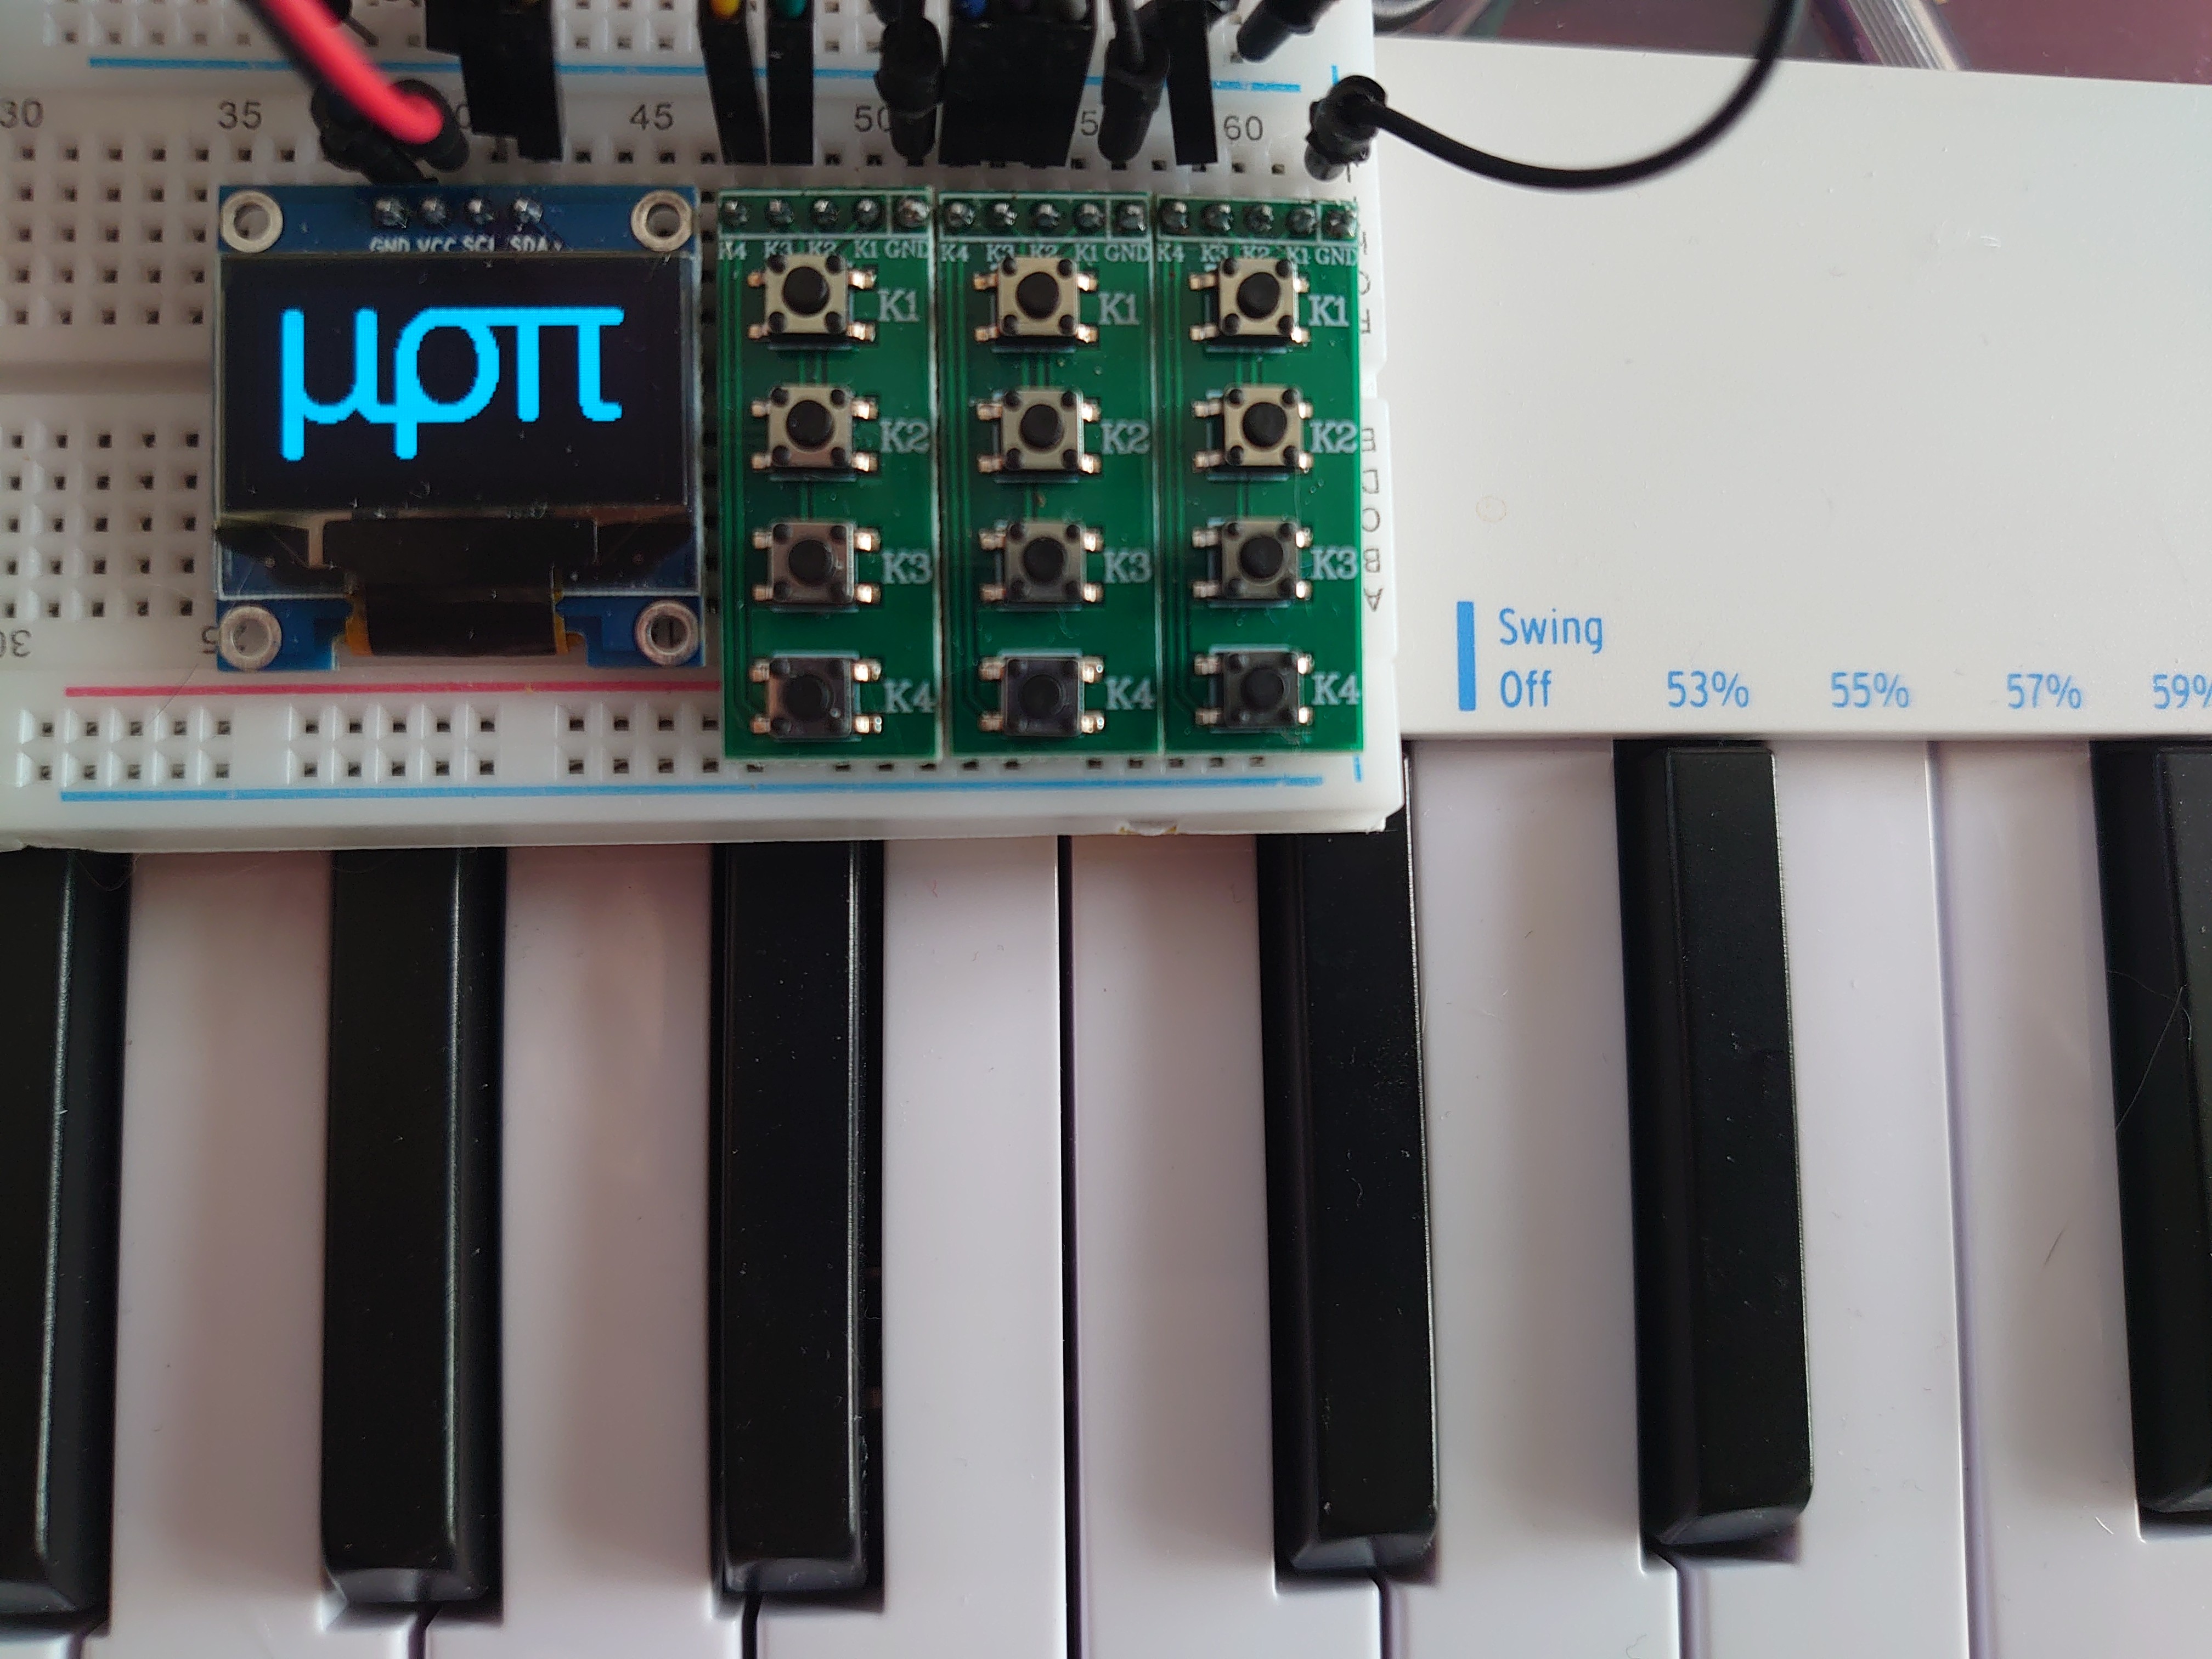 30 35 45 50 60
GND VCC SCL SDA
K4 K3 K2 K1 GND K4 K3 K2 K1 GND K4 K3 K2 K1 GND
μφπ
K1 K1 K1
K2 K2 K2
K3 K3 K3
K4 K4 K4
J
I
H
G
F
E
D
C
B
A
30 25
Swing
Off 53% 55% 57% 59%